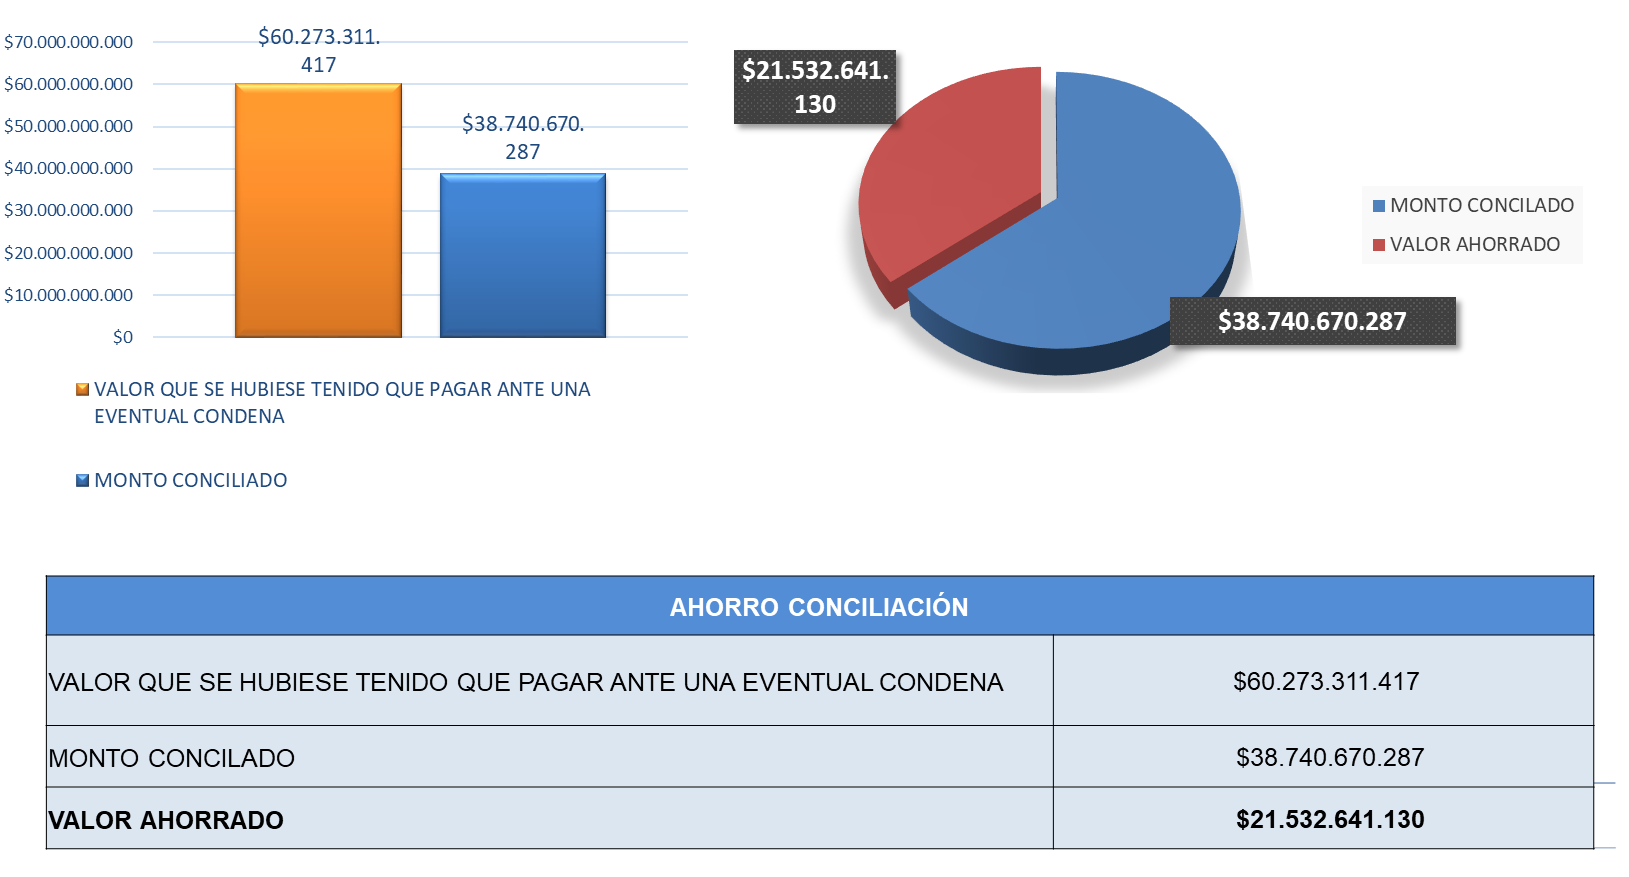 $70.000.000.000
$60.000.000.000
$50.000.000.000
$40.000.000.000
$30.000.000.000
$20.000.000.000
$10.000.000.000
$0
$60.273.311.
417
$38.740.670.
287
VALOR QUE SE HUBIESE TENIDO QUE PAGAR ANTE UNA
EVENTUAL CONDENA
MONTO CONCILIADO
$21.532.641.
130
$38.740.670.287
MONTO CONCILADO
VALOR AHORRADO
AHORRO CONCILIACIÓN
VALOR QUE SE HUBIESE TENIDO QUE PAGAR ANTE UNA EVENTUAL CONDENA $60.273.311.417
MONTO CONCILADO $38.740.670.287
VALOR AHORRADO $21.532.641.130